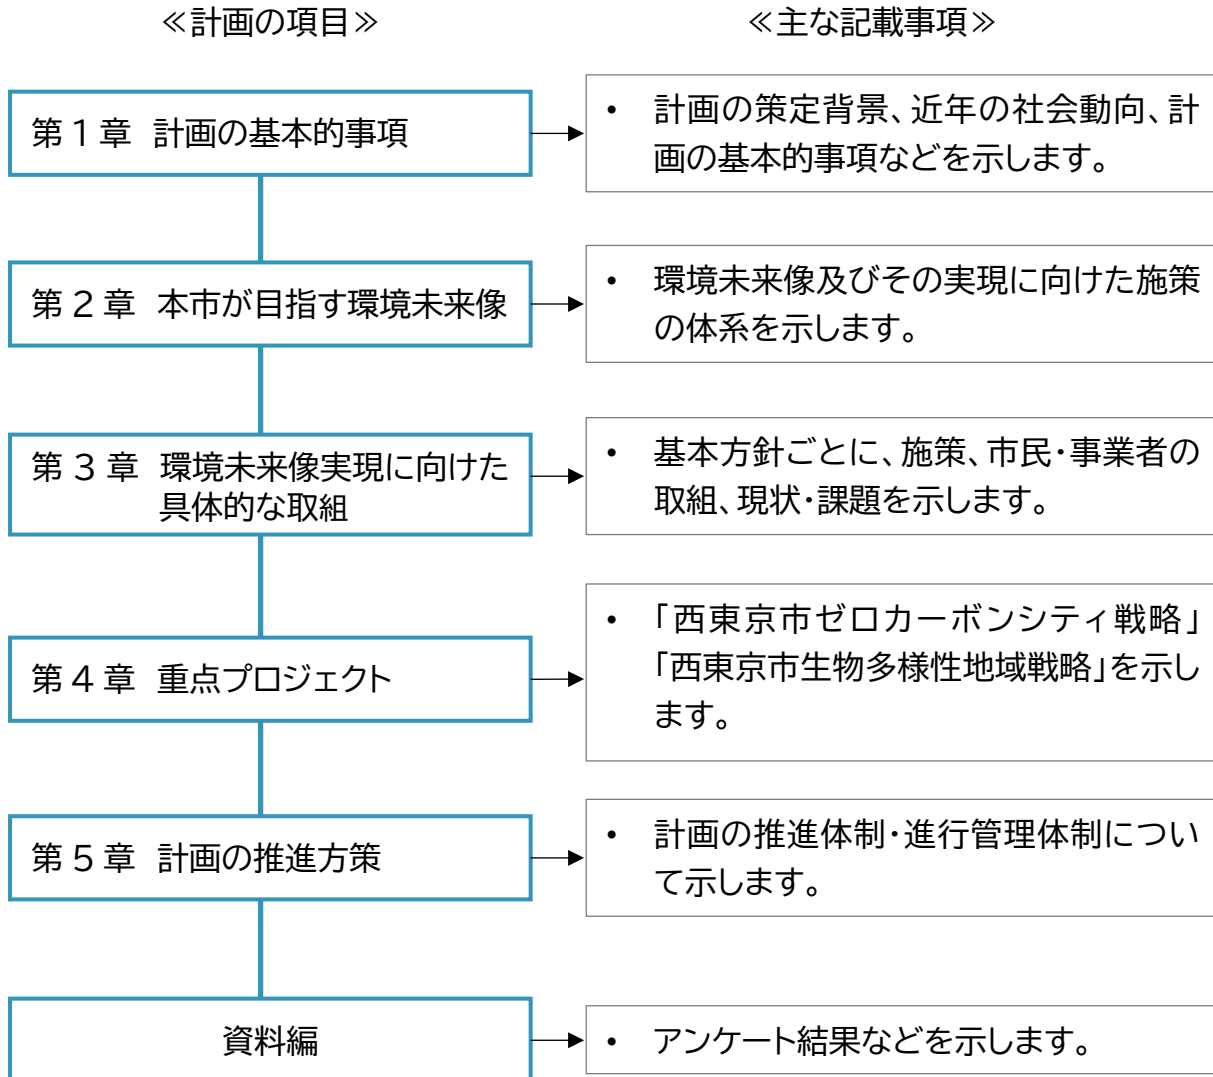 ≪計画の項目≫
≪主な記載事項≫
第1章 計画の基本的事項
• 計画の策定背景、近年の社会動向、計
画の基本的事項などを示します。
第2章 本市が目指す環境未来像
• 環境未来像及びその実現に向けた施策
の体系を示します。
第3章 環境未来像実現に向けた
具体的な取組
• 基本方針ごとに、施策、市民・事業者の
取組、現状・課題を示します。
第4章 重点プロジェクト
• 「西東京市ゼロカーボンシティ戦略」
「西東京市生物多様性地域戦略」を示し
ます。
第5章 計画の推進方策
• 計画の推進体制・進行管理体制につい
て示します。
資料編
• アンケート結果などを示します。